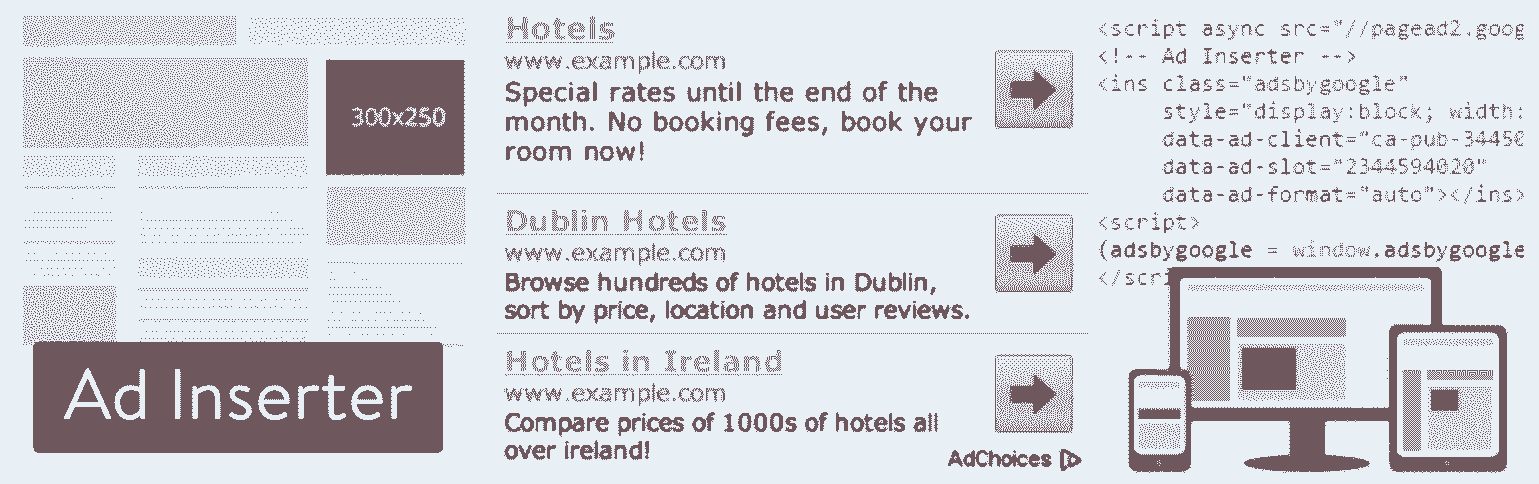 300x250
Ad Inserter
Hotels
www.example.com
Special rates until the end of the
month. No booking fees, book your
room now!
Dublin Hotels
www.example.com
Browse hundreds of hotels in Dublin,
sort by price, location and user reviews.
Hotels in Ireland
www.example.com
Compare prices of 1000s of hotels all
over ireland!
AdChoices
<script async src="//pagead2.goog
<!-- Ad Inserter -->
<ins class="adsbygoogle"
style="display:block; width:
data-ad-client="ca-pub-34450
data-ad-slot="2344594020"
data-ad-format="auto"></ins>
<script>
(adsbygoogle = window.adsbygoogle
</scri